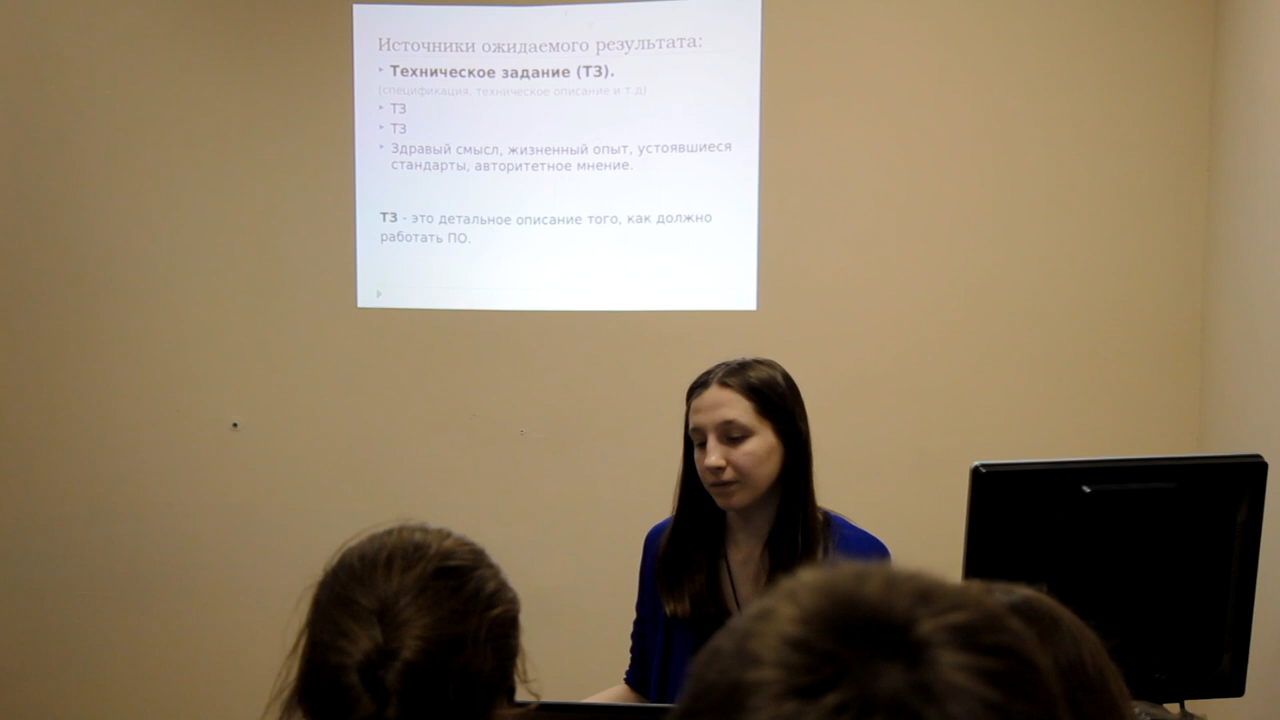 Источники ожидаемого результата:
Техническое задание (ТЗ).
(спецификация, техническое описание и т.д)
ТЗ
ТЗ
Здравый смысл, жизненный опыт, устоявшиеся
стандарты, авторитетное мнение.
ТЗ - это детальное описание того, как должно
работать ПО.